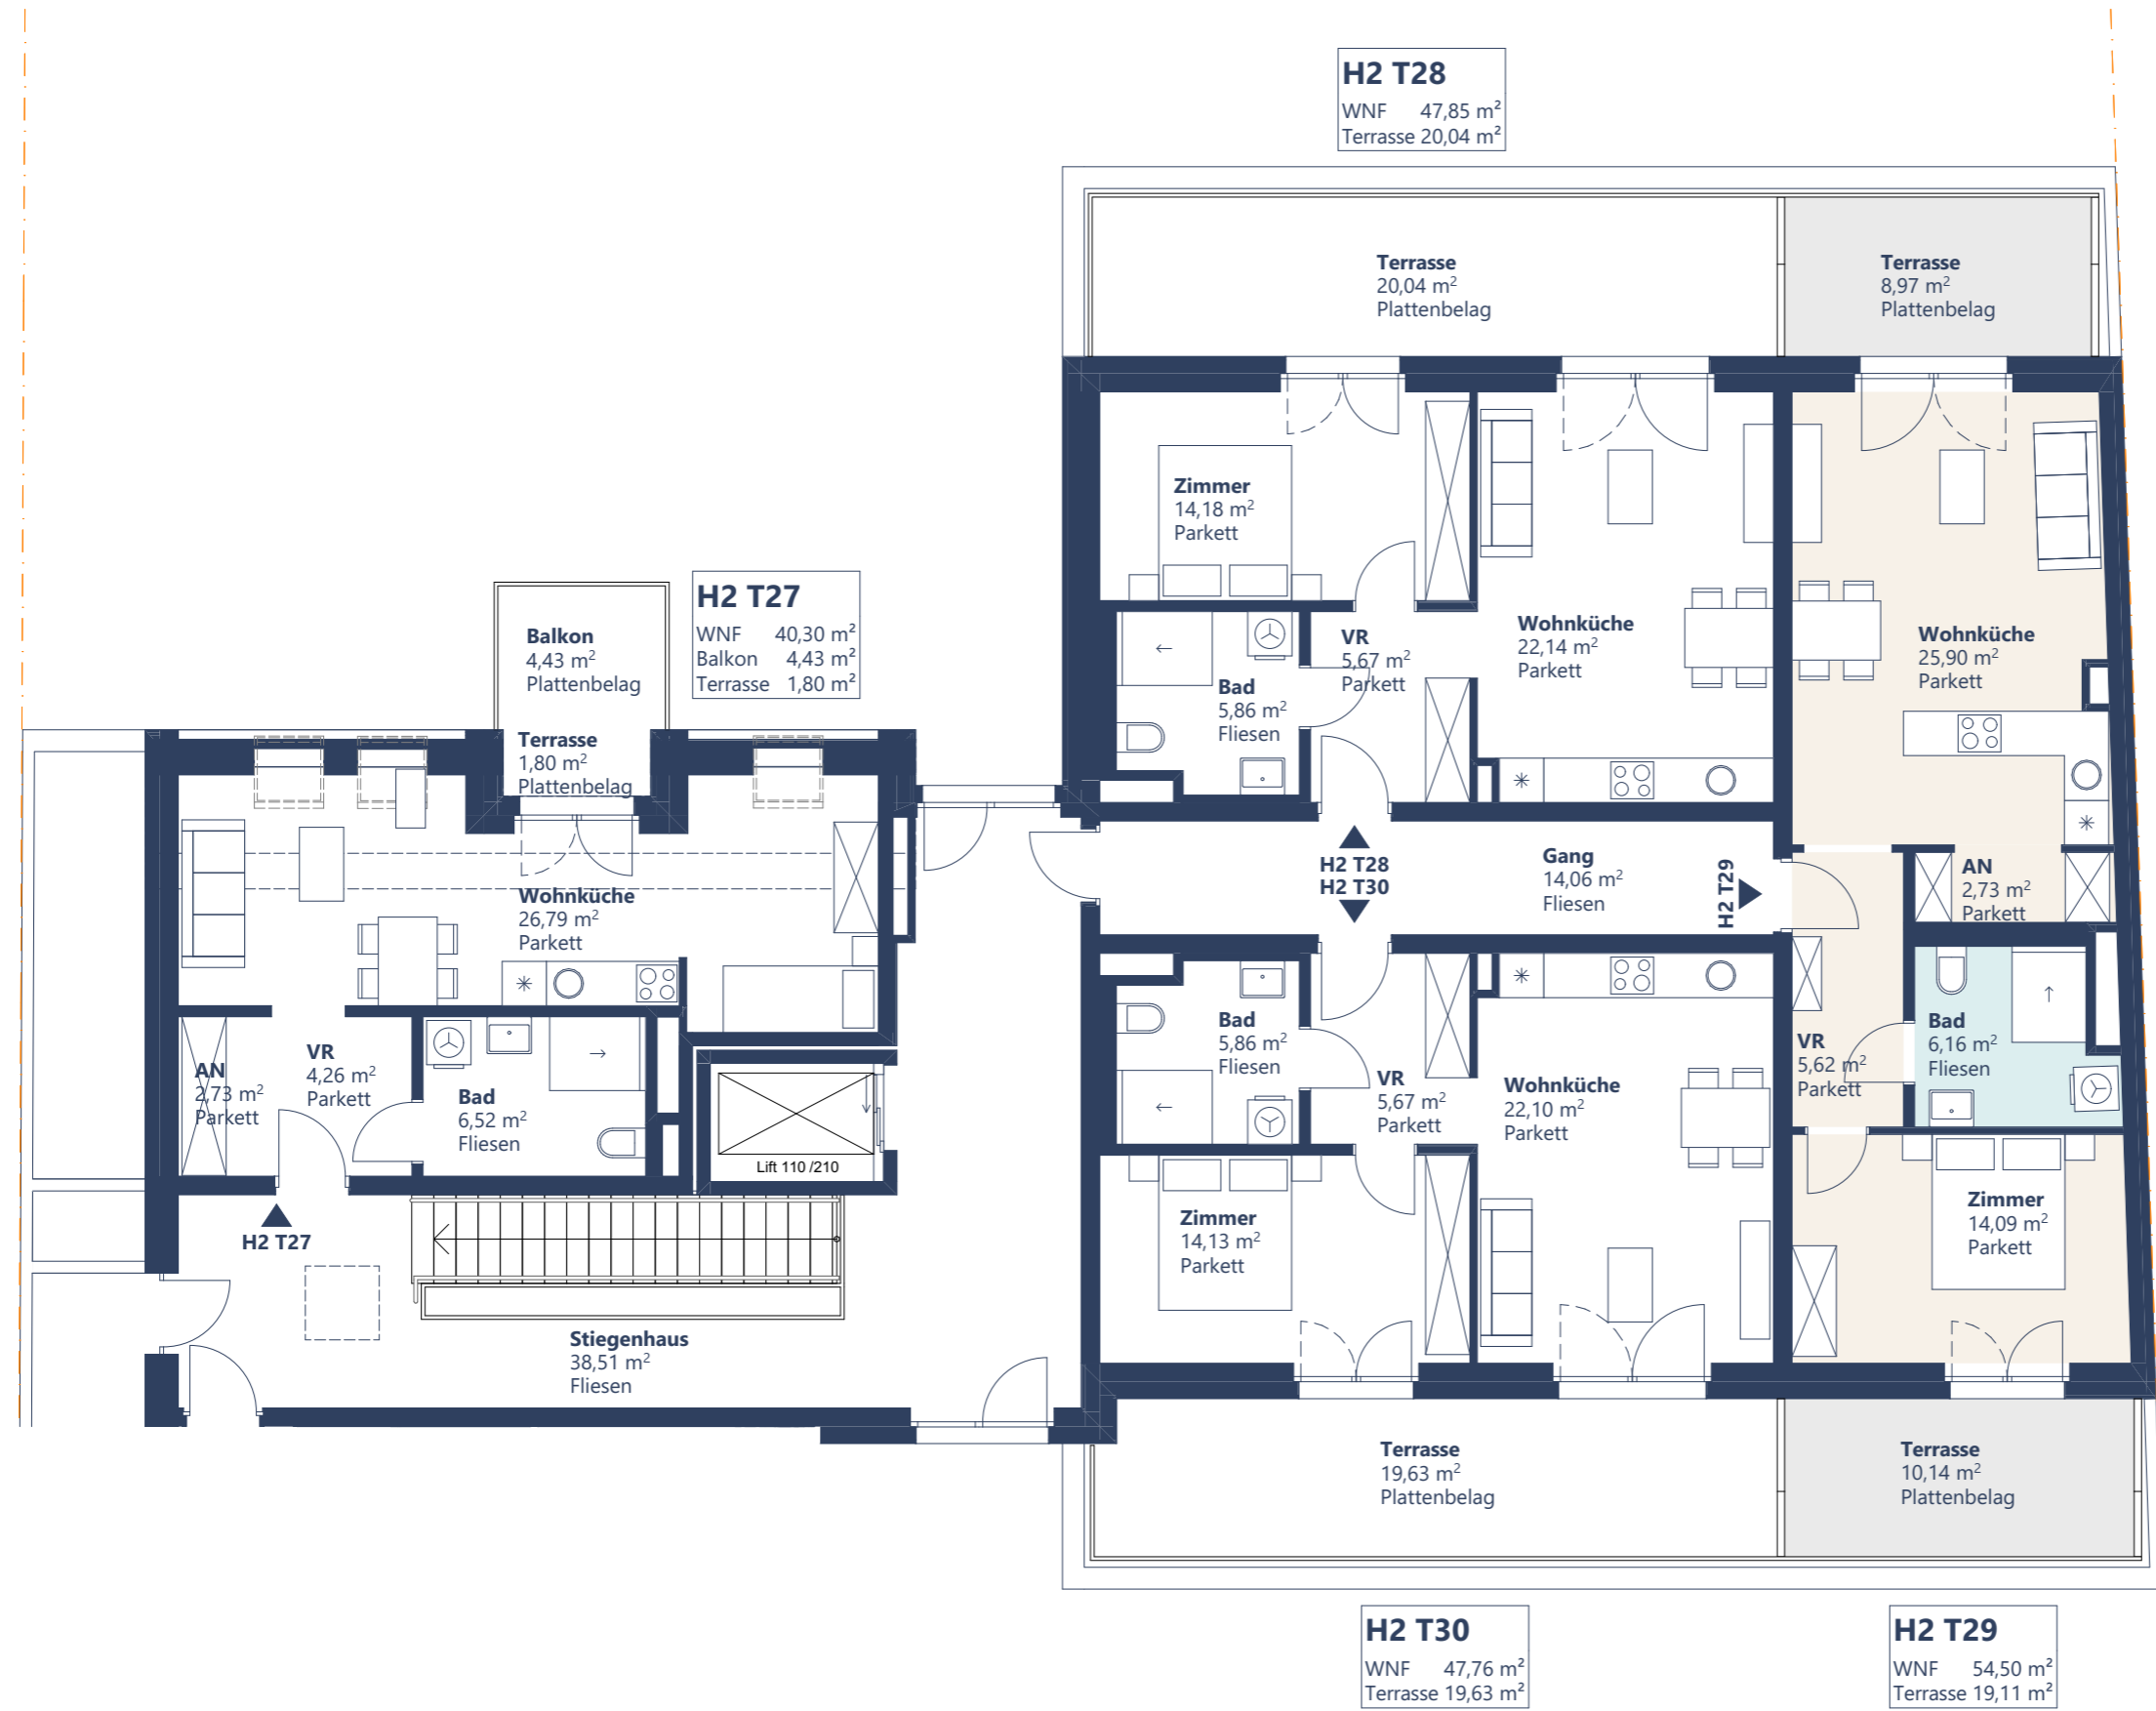 H2 T28
WNF 47,85 m²
Terrasse 20,04 m²
Terrasse
20,04 m²
Plattenbelag
Terrasse
8,97 m²
Plattenbelag
Zimmer
14,18 m²
Parkett
H2 T27
WNF 40,30 m²
Balkon 4,43 m²
Terrasse 1,80 m²
Balkon
4,43 m²
Plattenbelag
Terrasse
1,80 m²
Plattenbelag
VR
5,67 m²
Parkett
Wohnküche
22,14 m²
Parkett
Wohnküche
25,90 m²
Parkett
Bad
5,86 m²
Fliesen
Wohnküche
26,79 m²
Parkett
H2 T28
H2 T30
Gang
14,06 m²
Fliesen
H2 T29
AN
2,73 m²
Parkett
AN
2,73 m²
Parkett
VR
4,26 m²
Parkett
Bad
6,52 m²
Fliesen
Lift 110 /210
Bad
5,86 m²
Fliesen
VR
5,67 m²
Parkett
Wohnküche
22,10 m²
Parkett
VR
5,62 m²
Parkett
Bad
6,16 m²
Fliesen
H2 T27
Zimmer
14,13 m²
Parkett
Zimmer
14,09 m²
Parkett
Stiegenhaus
38,51 m²
Fliesen
Terrasse
19,63 m²
Plattenbelag
Terrasse
10,14 m²
Plattenbelag
H2 T30
WNF 47,76 m²
Terrasse 19,63 m²
H2 T29
WNF 54,50 m²
Terrasse 19,11 m²